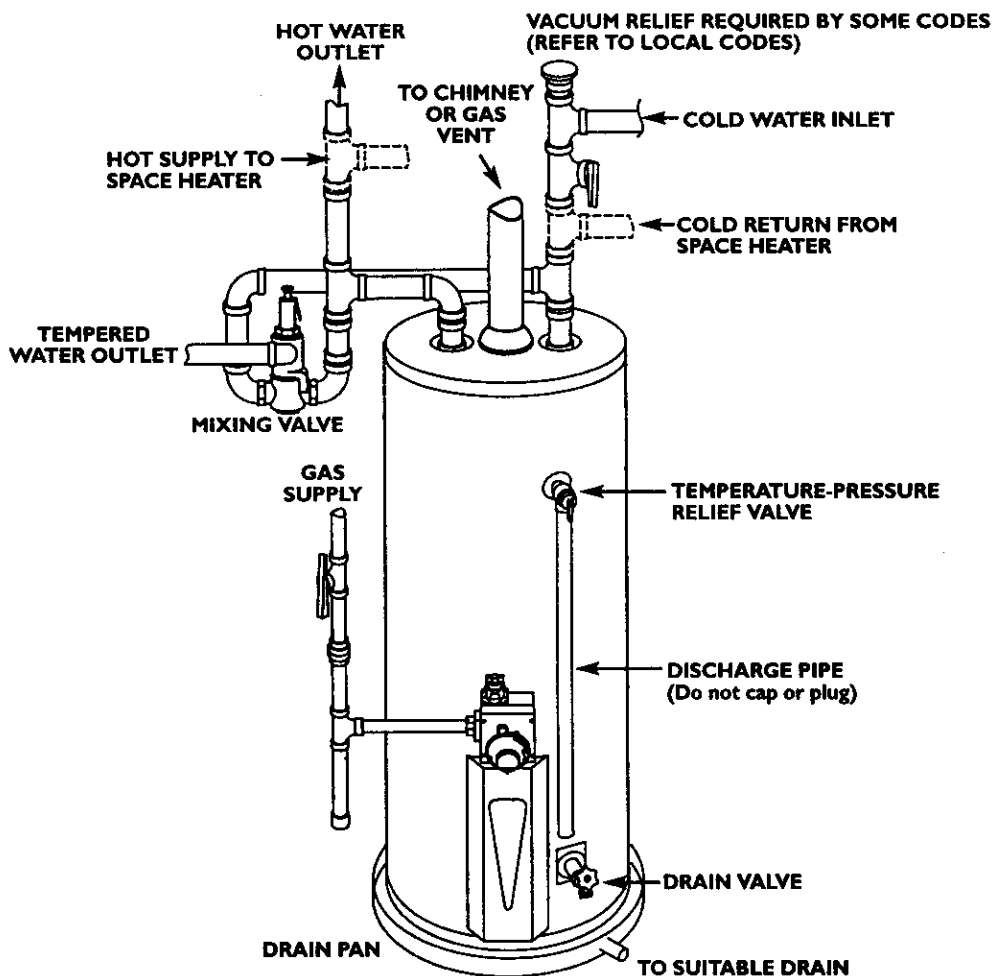 VACUUM RELIEF REQUIRED BY SOME CODES
(REFER TO LOCAL CODES)
HOT WATER
OUTLET
TO CHIMNEY
OR GAS
VENT
COLD WATER INLET
HOT SUPPLY TO
SPACE HEATER
COLD RETURN FROM
SPACE HEATER
TEMPERED
WATER OUTLET
MIXING VALVE
GAS
SUPPLY
TEMPERATURE-PRESSURE
RELIEF VALVE
DISCHARGE PIPE
(Do not cap or plug)
DRAIN VALVE
DRAIN PAN
TO SUITABLE DRAIN